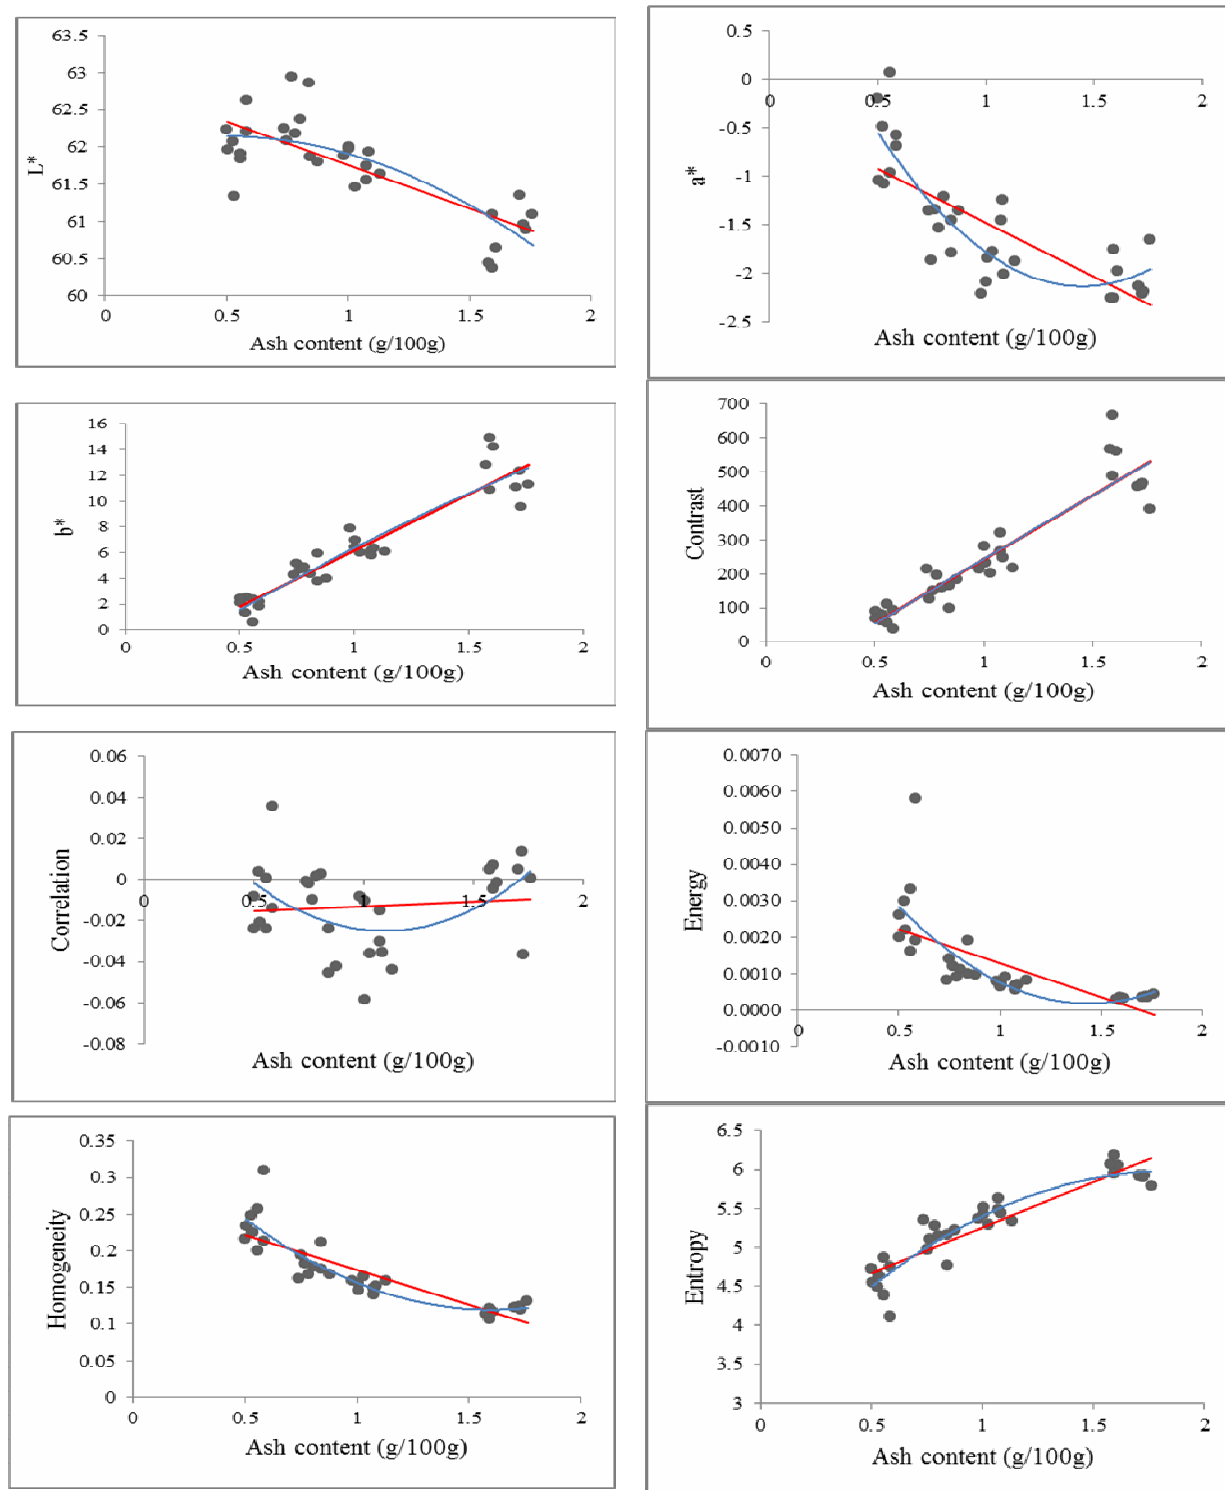 63.5
63
62.5
62
61.5
61
60.5
60
L*
0 0.5 1 1.5 2
Ash content (g/100g)
0.5
0
-0.5
-1
-1.5
-2
-2.5
a*
0 0.5 1 1.5 2
Ash content (g/100g)
16
14
12
10
8
6
4
2
0
b*
0 0.5 1 1.5 2
Ash content (g/100g)
700
600
500
400
300
200
100
0
Contrast
0 0.5 1 1.5 2
Ash content (g/100g)
0.06
0.04
0.02
0
-0.02
-0.04
-0.06
-0.08
Correlation
0 0.5 1 1.5 2
Ash content (g/100g)
0.0070
0.0060
0.0050
0.0040
0.0030
0.0020
0.0010
0.0000
-0.0010
Energy
0 0.5 1 1.5 2
Ash content (g/100g)
0.35
0.3
0.25
0.2
0.15
0.1
0.05
0
Homogeneity
0 0.5 1 1.5 2
Ash content (g/100g)
6.5
6
5.5
5
4.5
4
3.5
3
Entropy
0 0.5 1 1.5 2
Ash content (g/100g)